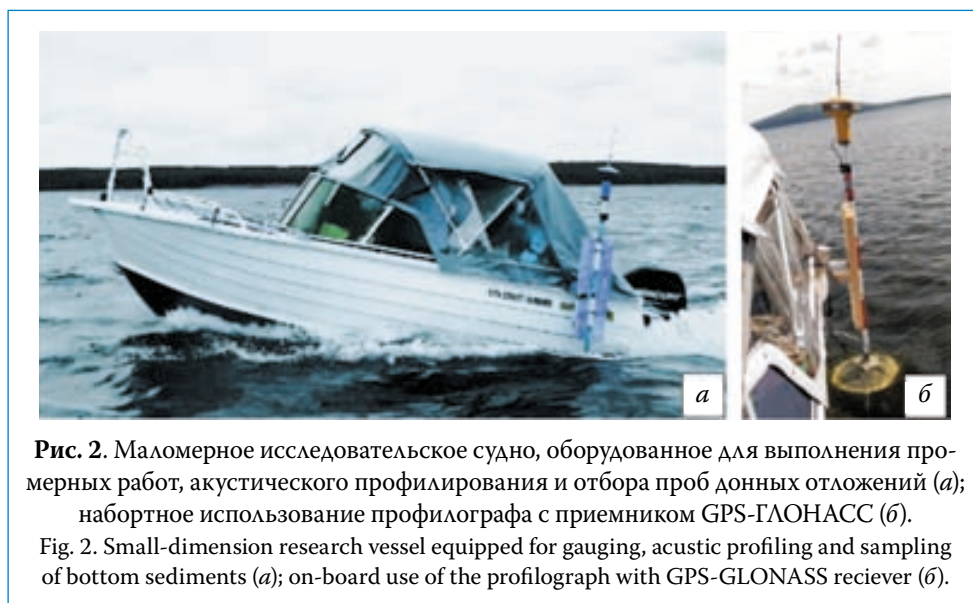 а
б
Рис. 2. Маломерное исследовательское судно, оборудованное для выполнения про-
мерных работ, акустического профилирования и отбора проб донных отложений (а);
набортное использование профилографа с приемником GPS-ГЛОНАСС (б).
Fig. 2. Small-dimension research vessel equipped for gauging, acustic profiling and sampling
of bottom sediments (a); on-board use of the profilograph with GPS-GLONASS reciever (б).